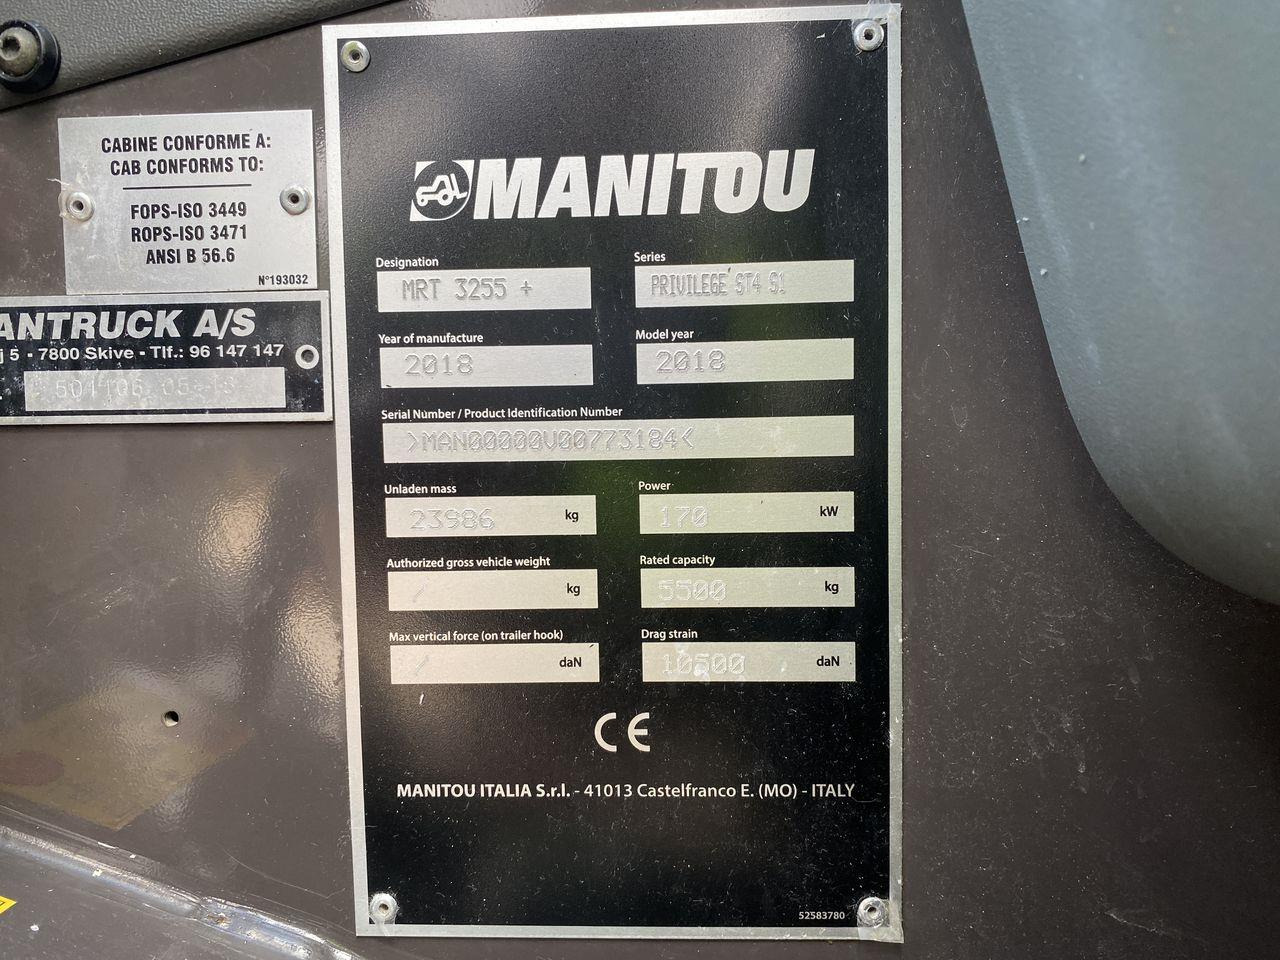 CABINE CONFORME A:
CAB CONFORMS TO:
FOPS-ISO 3449
ROPS-ISO 3471
ANSI B 56.6
N°193032
ANTRUCK A/S
j 5 - 7800 Skive - Tlf.: 96 147 147
MANITOU
Designation
MRT 3255 +
Series
PRIVILEGE ST4 S1
Year of manufacture
2018
Model year
2018
Serial Number / Product Identification Number
>MAN00000V00773184<
Unladen mass
23986 kg
Power
170 kW
Authorized gross vehicle weight
/ kg
Rated capacity
5500 kg
Max vertical force (on trailer hook)
/ daN
Drag strain
10500 daN
CE
MANITOU ITALIA S.r.l. - 41013 Castelfranco E. (MO) - ITALY
52583780